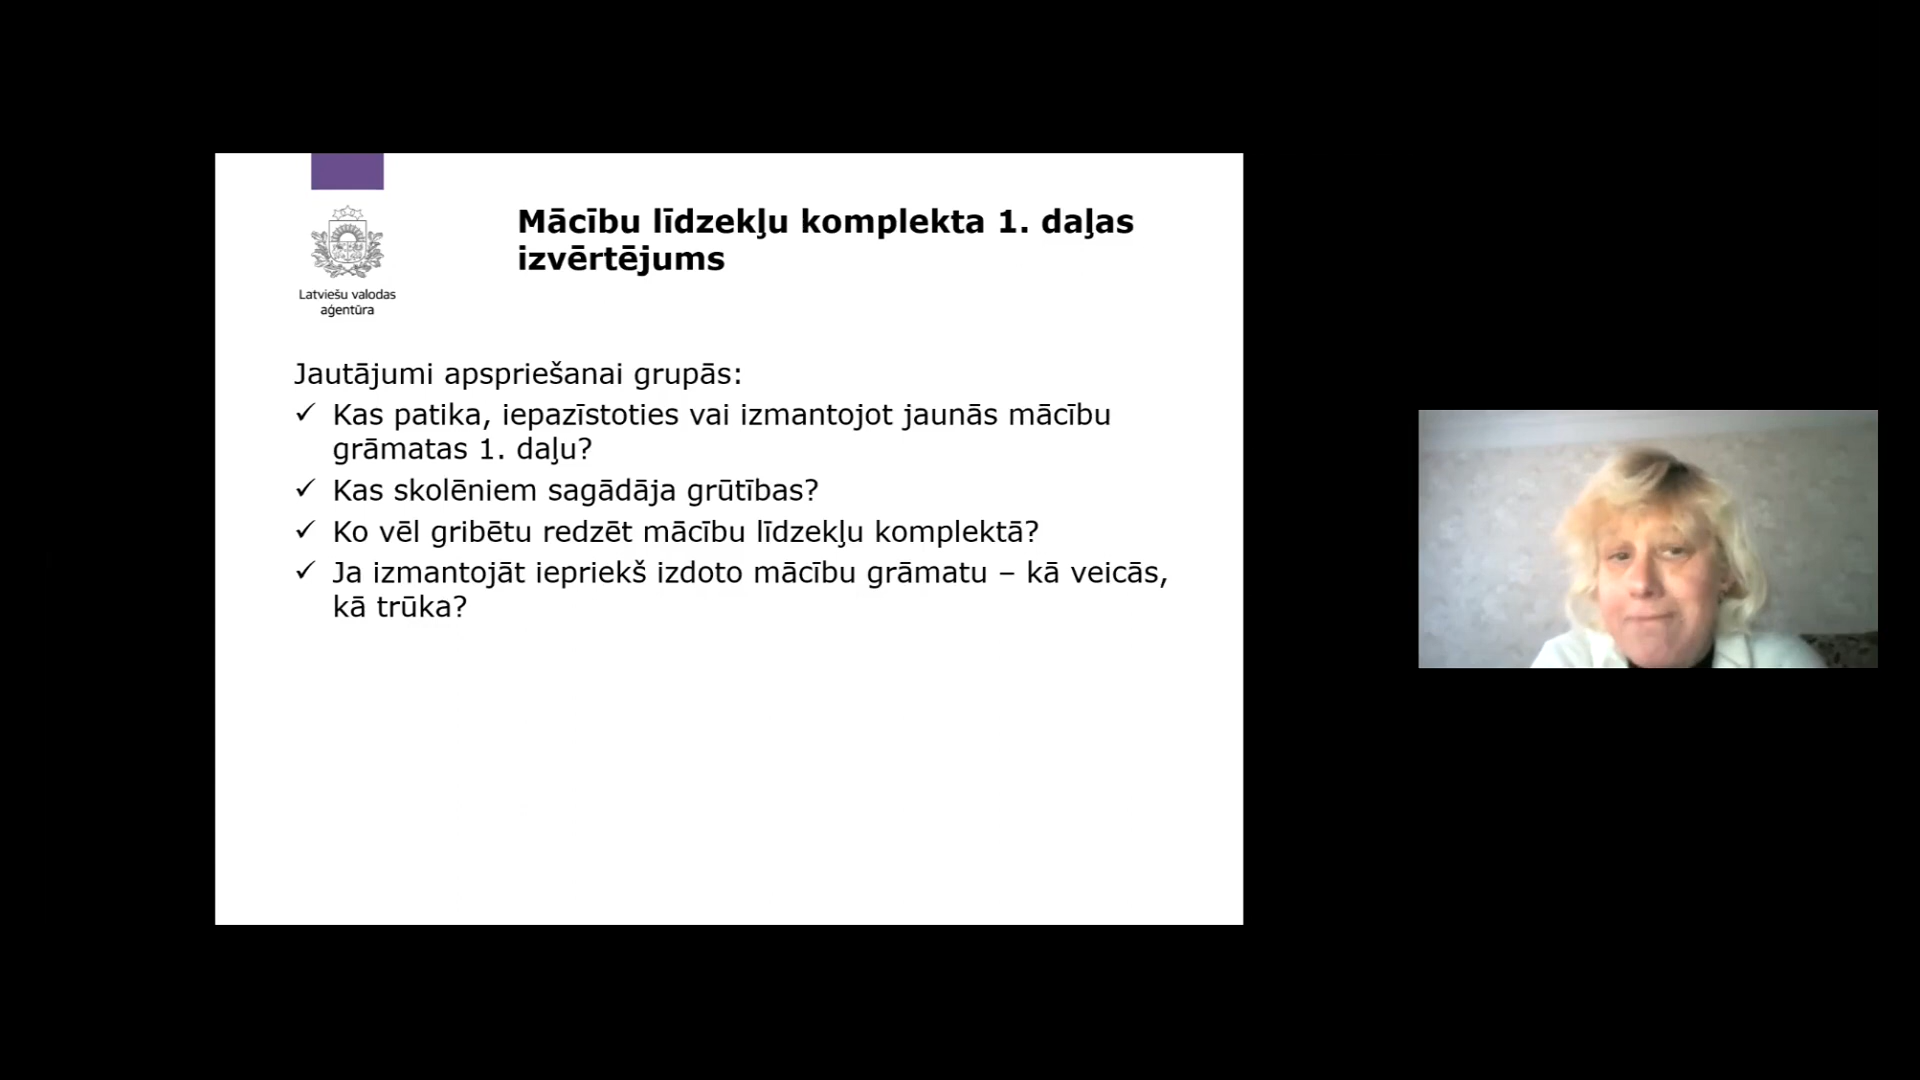 Mācību līdzekļu komplekta 1. daļas
izvērtējums
Latviešu valodas
aģentūra
Jautājumi apspriešanai grupās:
✓ Kas patika, iepazīstoties vai izmantojot jaunās mācību
grāmatas 1. daļu?
✓ Kas skolēniem sagādāja grūtības?
✓ Ko vēl gribētu redzēt mācību līdzekļu komplektā?
✓ Ja izmantojāt iepriekš izdoto mācību grāmatu – kā veicās,
kā trūka?